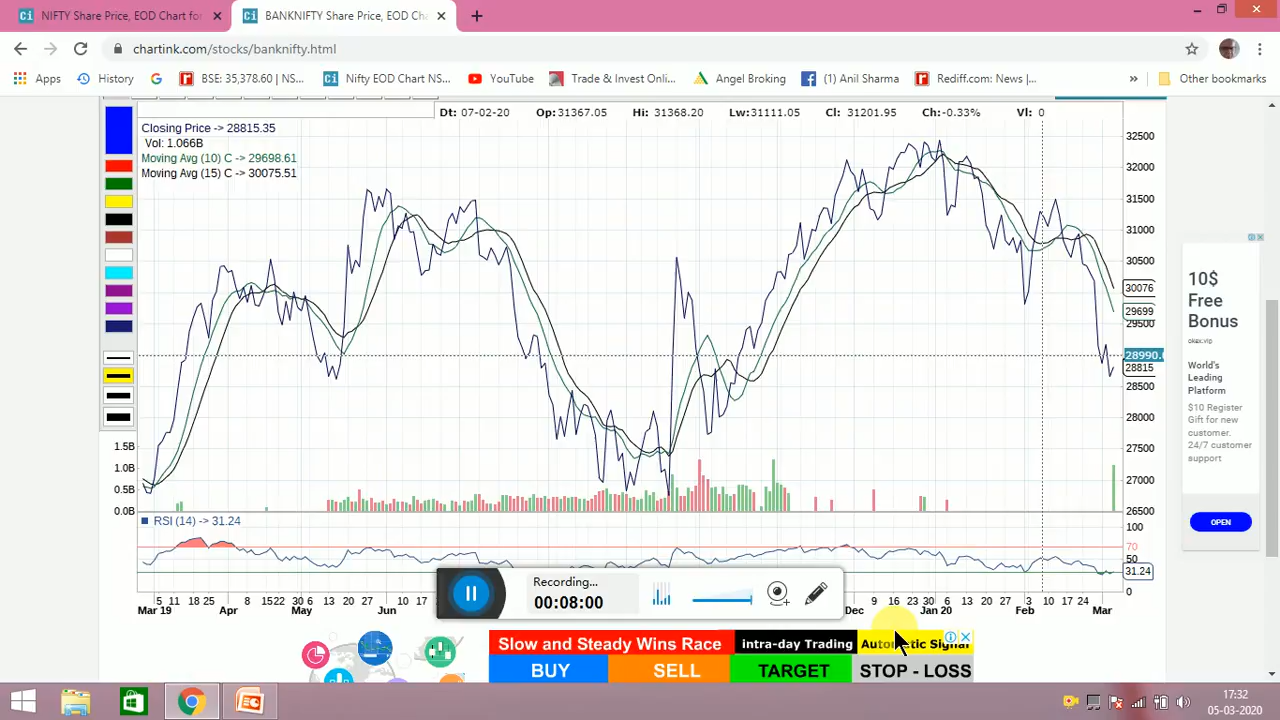 NIFTY Share Price, EOD Chart for
BANKNIFTY Share Price, EOD Cha
chartink.com/stocks/banknifty.html
Apps History BSE: 35,378.60 | NS... Nifty EOD Chart NS... YouTube Trade & Invest Onli... Angel Broking (1) Anil Sharma Rediff.com: News |... » Other bookmarks
Dt: 07-02-20 Op:31367.05 Hi: 31368.20 Lw:31111.05 Cl: 31201.95 Ch:-0.33% Vl: 0
Closing Price -> 28815.35
Vol: 1.066B
Moving Avg (10) C -> 29698.61
Moving Avg (15) C -> 30075.51
32500
32000
31500
31000
30500
30076
29699
29500
28990.
28815
28500
28000
27500
27000
26500
1.5B
1.0B
0.5B
0.0B
RSI (14) -> 31.24
100
70
50
31.24
0
5 11 18 25 8 15 22 30 6 13 20 27 3 10 17 9 16 23 30 6 13 20 27 3 10 17 24
Mar 19 Apr May Jun Dec Jan 20 Feb Mar
Recording...
00:08:00
10$
Free
Bonus
okex.vip
World's
Leading
Platform
$10 Register
Gift for new
customer.
24/7 customer
support
OPEN
Slow and Steady Wins Race intra-day Trading Automatic Signal
BUY SELL TARGET STOP - LOSS
17:32
05-03-2020